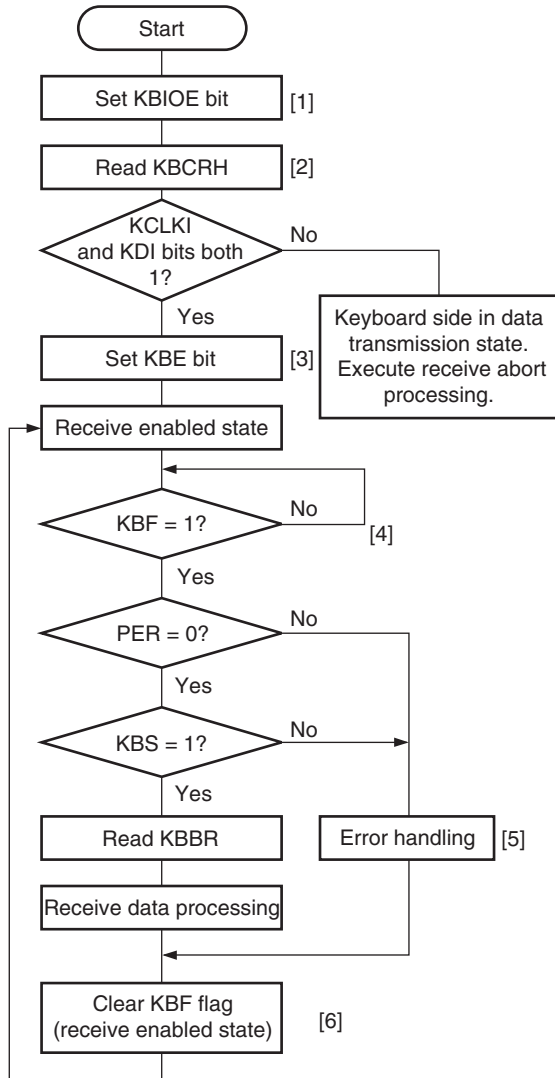 Start
Set KBIOE bit
[1]
Read KBCRH
[2]
KCLKI
and KDI bits both
1?
No
Yes
Keyboard side in data
transmission state.
Execute receive abort
processing.
Set KBE bit
[3]
Receive enabled state
KBF = 1?
No
[4]
Yes
PER = 0?
No
Yes
KBS = 1?
No
Yes
Read KBBR
Error handling
[5]
Receive data processing
Clear KBF flag
(receive enabled state)
[6]